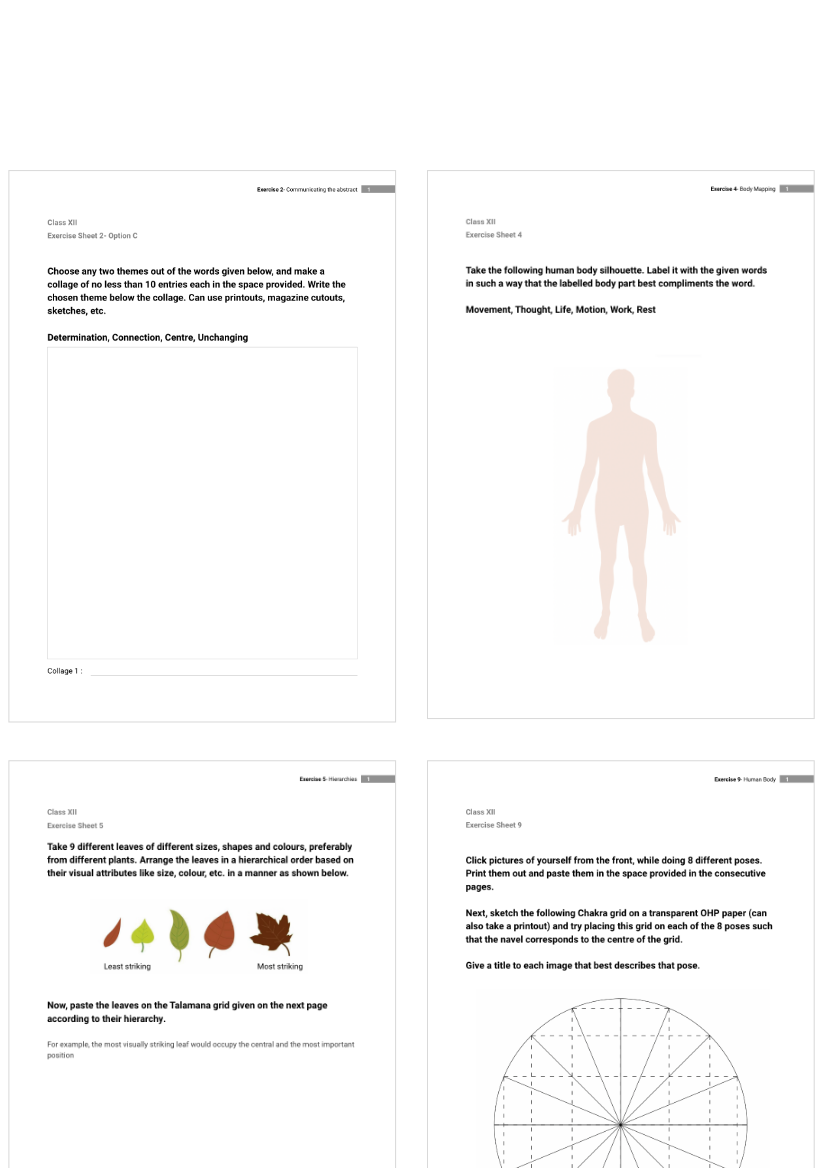 Exercise 2- Communicating the abstract 1
Class XII
Exercise Sheet 2- Option C
Choose any two themes out of the words given below, and make a
collage of no less than 10 entries each in the space provided. Write the
chosen theme below the collage. Can use printouts, magazine cutouts,
sketches, etc.
Determination, Connection, Centre, Unchanging
Collage 1 :
Exercise 4- Body Mapping 1
Class XII
Exercise Sheet 4
Take the following human body silhouette. Label it with the given words
in such a way that the labelled body part best compliments the word.
Movement, Thought, Life, Motion, Work, Rest
Exercise 5- Hierarchies 1
Class XII
Exercise Sheet 5
Take 9 different leaves of different sizes, shapes and colours, preferably
from different plants. Arrange the leaves in a hierarchical order based on
their visual attributes like size, colour, etc. in a manner as shown below.
Least striking
Most striking
Now, paste the leaves on the Talamana grid given on the next page
according to their hierarchy.
For example, the most visually striking leaf would occupy the central and the most important
position
Exercise 9- Human Body 1
Class XII
Exercise Sheet 9
Click pictures of yourself from the front, while doing 8 different poses.
Print them out and paste them in the space provided in the consecutive
pages.
Next, sketch the following Chakra grid on a transparent OHP paper (can
also take a printout) and try placing this grid on each of the 8 poses such
that the navel corresponds to the centre of the grid.
Give a title to each image that best describes that pose.